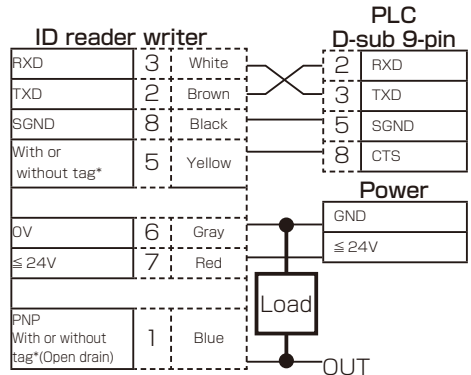 PLC
ID reader writer D-sub 9-pin
RXD 3 White 2 RXD
TXD 2 Brown 3 TXD
SGND 8 Black 5 SGND
With or
without tag* 5 Yellow 8 CTS
Power
GND
0V 6 Gray
≦ 24V
≦ 24V 7 Red
Load
PNP
With or without 1 Blue
tag*(Open drain)
OUT